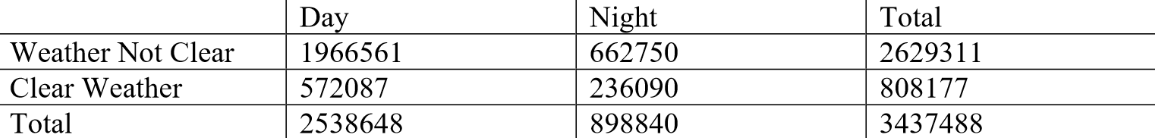 Day Night Total
Weather Not Clear 1966561 662750 2629311
Clear Weather 572087 236090 808177
Total 2538648 898840 3437488